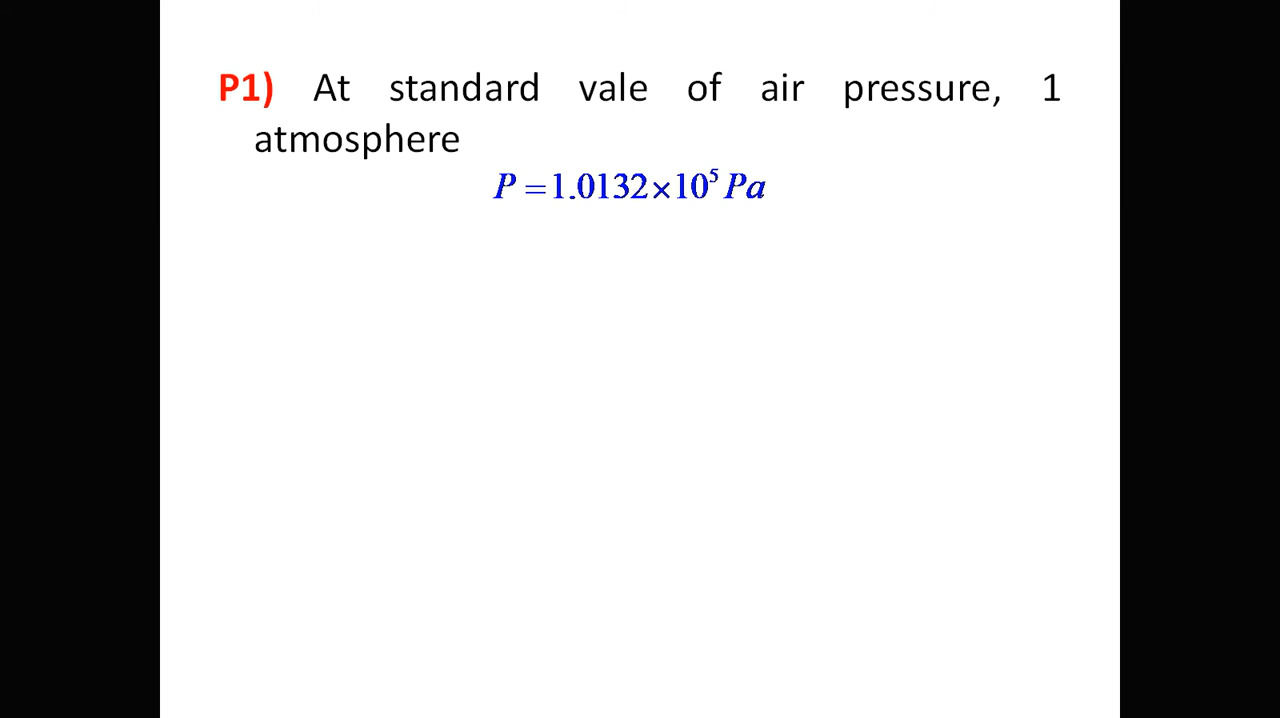 P1) At standard vale of air pressure, 1
atmosphere
P = 1.0132×10⁵ Pa